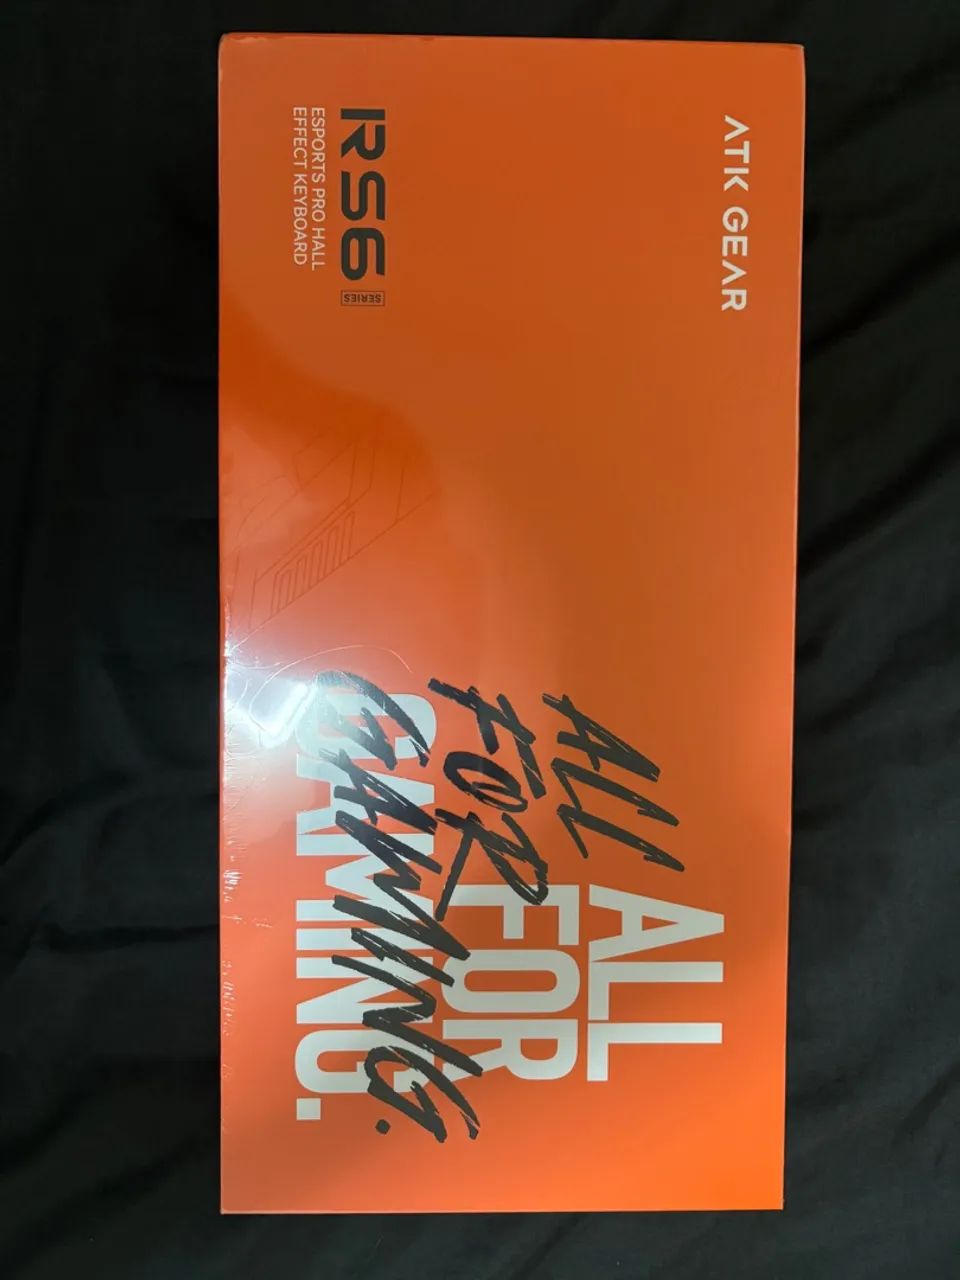 ATK GEAR
RS6 SERIES
ESPORTS PRO HALL
EFFECT KEYBOARD
ALL
FOR
GAMING.
ALL
FOR
GAMING.